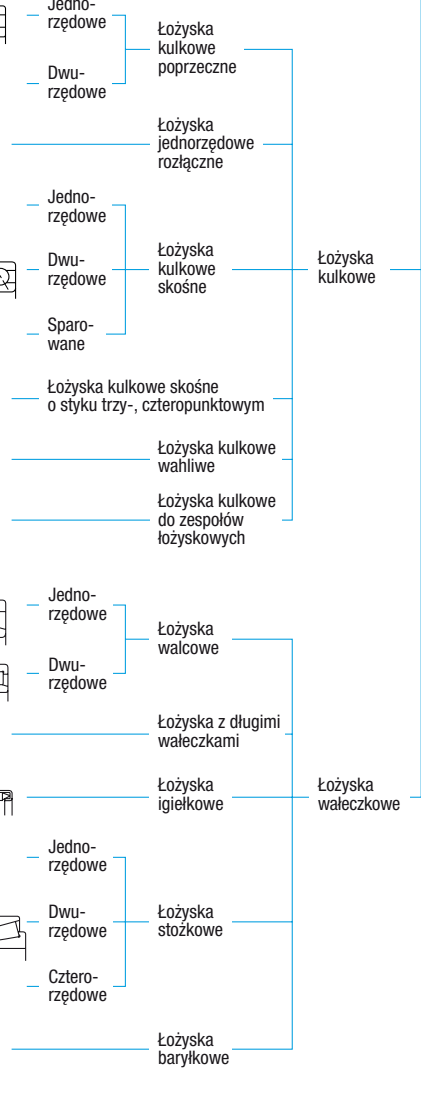 Jedno-
rzędowe
Łożyska
kulkowe
poprzeczne
Dwu-
rzędowe
Łożyska
jednorzędowe
rozłączne
Jedno-
rzędowe
Dwu-
rzędowe
Łożyska
kulkowe
skośne
Łożyska
kulkowe
Sparo-
wane
Łożyska kulkowe skośne
o styku trzy-, czteropunktowym
Łożyska kulkowe
wahliwe
Łożyska kulkowe
do zespołów
łożyskowych
Jedno-
rzędowe
Łożyska
walcowe
Dwu-
rzędowe
Łożyska z długimi
wałeczkami
Łożyska
igiełkowe
Łożyska
wałeczkowe
Jedno-
rzędowe
Dwu-
rzędowe
Łożyska
stożkowe
Cztero-
rzędowe
Łożyska
baryłkowe